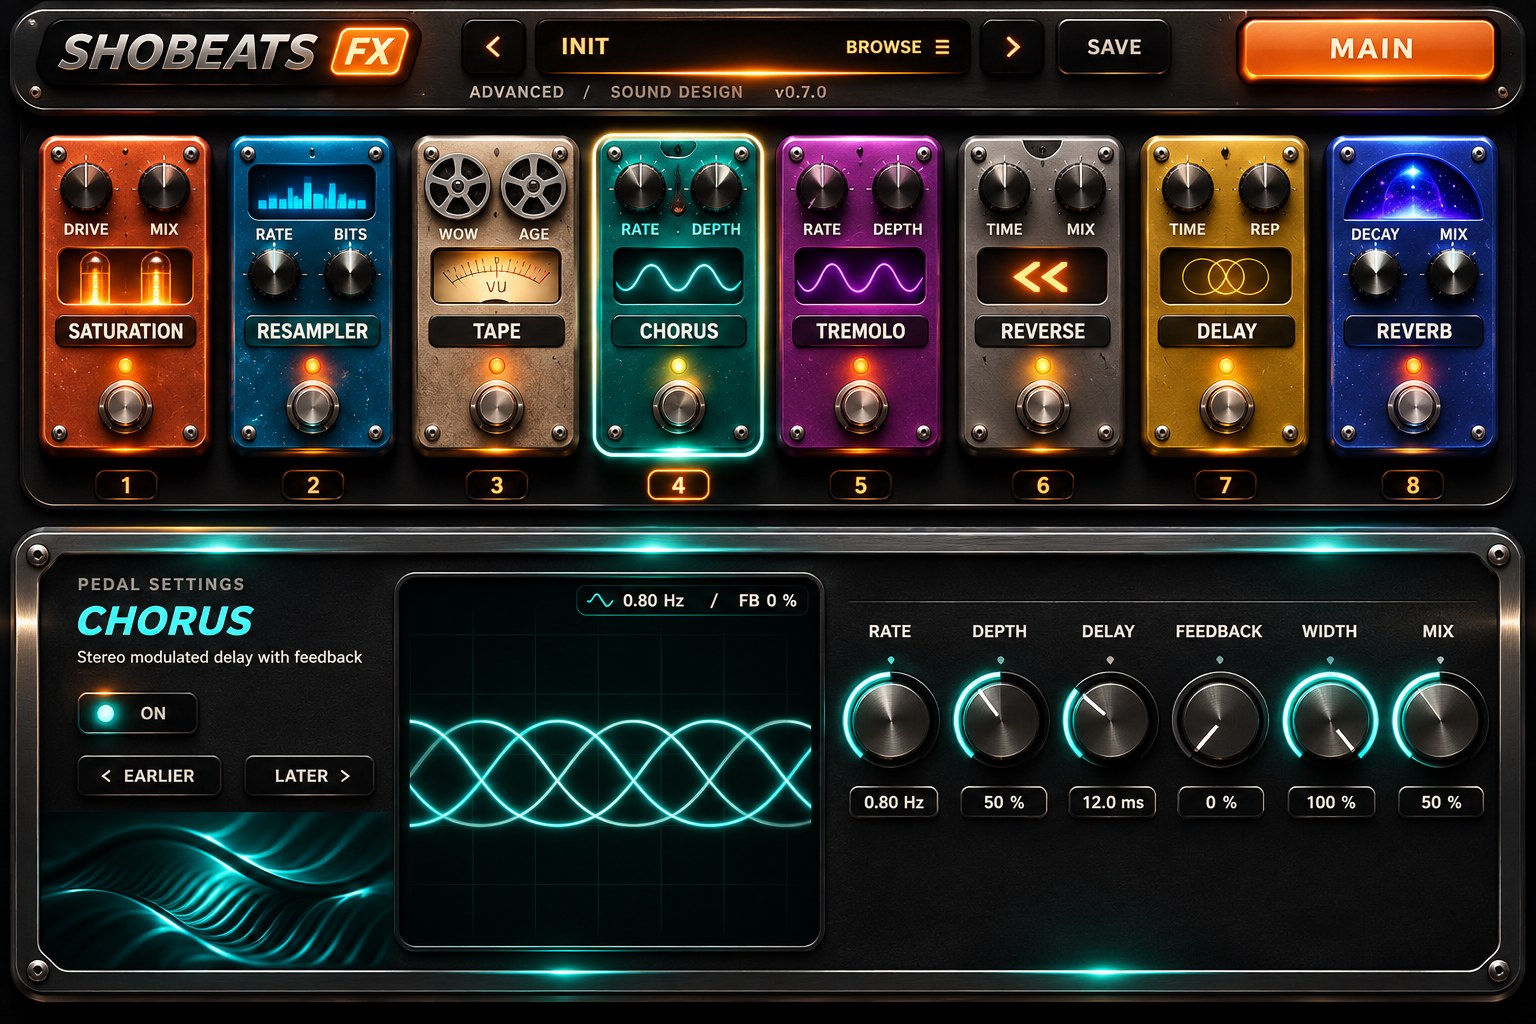 SHOBEATS FX
<
INIT
BROWSE ☰
>
SAVE
MAIN
ADVANCED / SOUND DESIGN v0.7.0
DRIVE MIX
SATURATION
1
RATE BITS
RESAMPLER
2
WOW AGE
VU
TAPE
3
RATE DEPTH
CHORUS
4
RATE DEPTH
TREMOLO
5
TIME MIX
REVERSE
6
TIME REP
DELAY
7
DECAY MIX
REVERB
8
PEDAL SETTINGS
CHORUS
Stereo modulated delay with feedback
ON
< EARLIER
LATER >
0.80 Hz / FB 0 %
RATE DEPTH DELAY FEEDBACK WIDTH MIX
0.80 Hz 50 % 12.0 ms 0 % 100 % 50 %